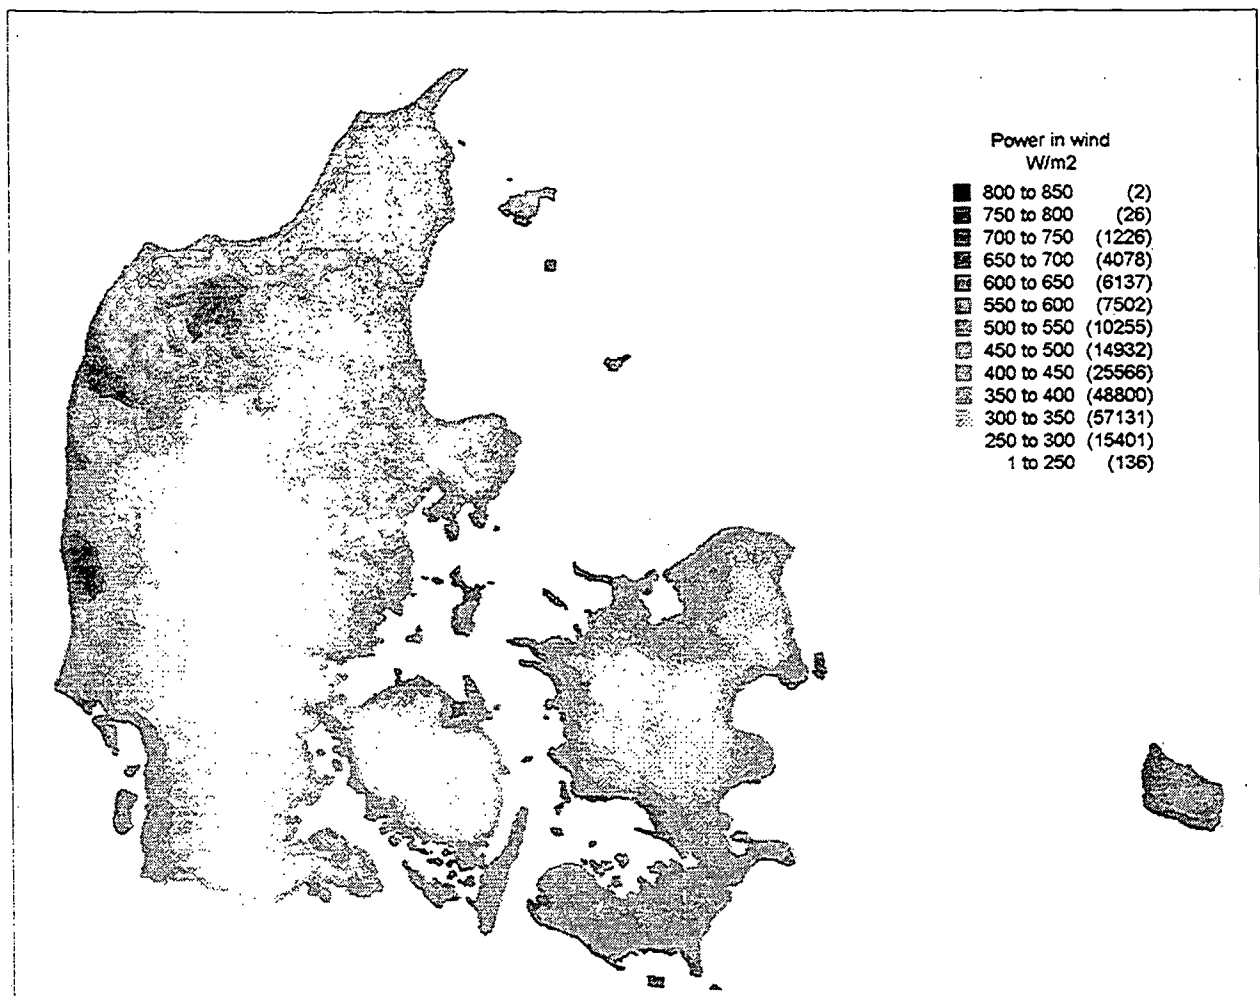 Power in wind
W/m2
800 to 850 (2)
750 to 800 (26)
700 to 750 (1226)
650 to 700 (4078)
600 to 650 (6137)
550 to 600 (7502)
500 to 550 (10255)
450 to 500 (14932)
400 to 450 (25566)
350 to 400 (48800)
300 to 350 (57131)
250 to 300 (15401)
1 to 250 (136)